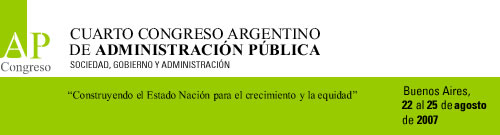 AP
Congreso
CUARTO CONGRESO ARGENTINO
DE ADMINISTRACIÓN PÚBLICA
SOCIEDAD, GOBIERNO Y ADMINISTRACIÓN
“Construyendo el Estado Nación para el crecimiento y la equidad”
Buenos Aires,
22 al 25 de agosto
de 2007